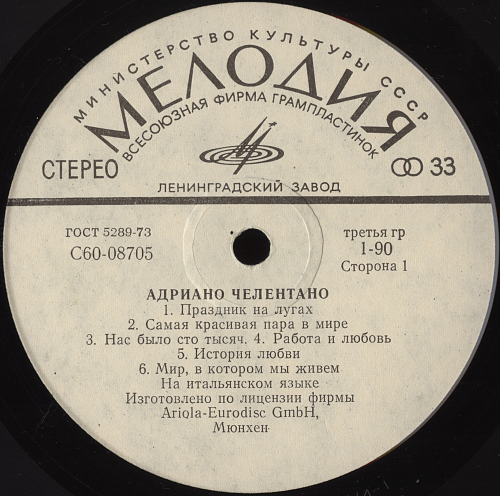 МИНИСТЕРСТВО КУЛЬТУРЫ СССР
МЕЛОДИЯ
ВСЕСОЮЗНАЯ ФИРМА ГРАМПЛАСТИНОК
СТЕРЕО
33
ЛЕНИНГРАДСКИЙ ЗАВОД
ГОСТ 5289-73
третья гр
С60-08705
1-90
Сторона 1
АДРИАНО ЧЕЛЕНТАНО
1. Праздник на лугах
2. Самая красивая пара в мире
3. Нас было сто тысяч. 4. Работа и любовь
5. История любви
6. Мир, в котором мы живем
На итальянском языке
Изготовлено по лицензии фирмы
Ariola-Eurodisc GmbH,
Мюнхен